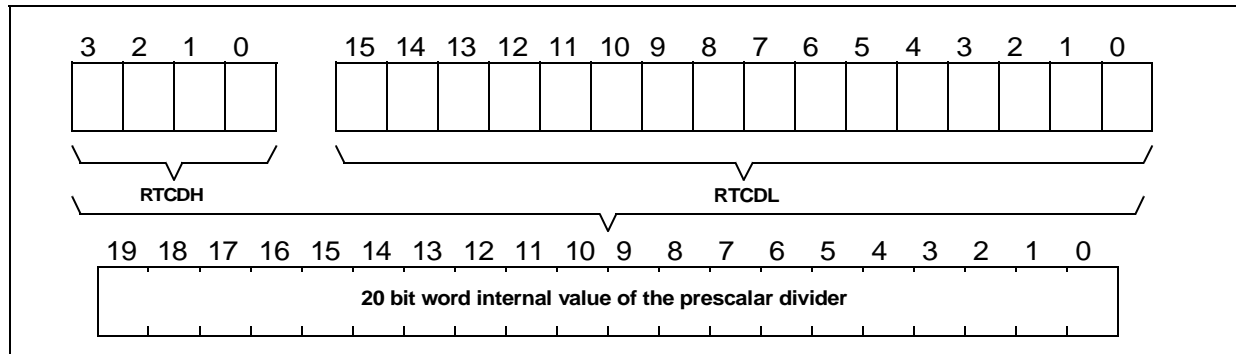 3 2 1 0 15 14 13 12 11 10 9 8 7 6 5 4 3 2 1 0
RTCDH RTCDL
19 18 17 16 15 14 13 12 11 10 9 8 7 6 5 4 3 2 1 0
20 bit word internal value of the prescalar divider